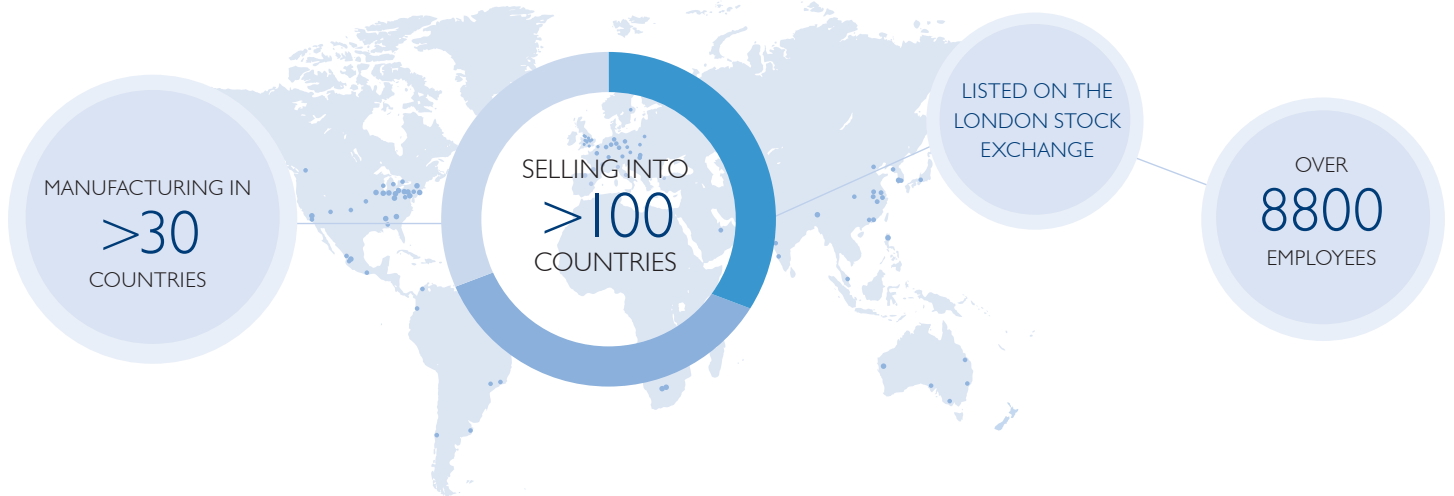 MANUFACTURING IN
>30
COUNTRIES
SELLING INTO
>100
COUNTRIES
LISTED ON THE
LONDON STOCK
EXCHANGE
OVER
8800
EMPLOYEES